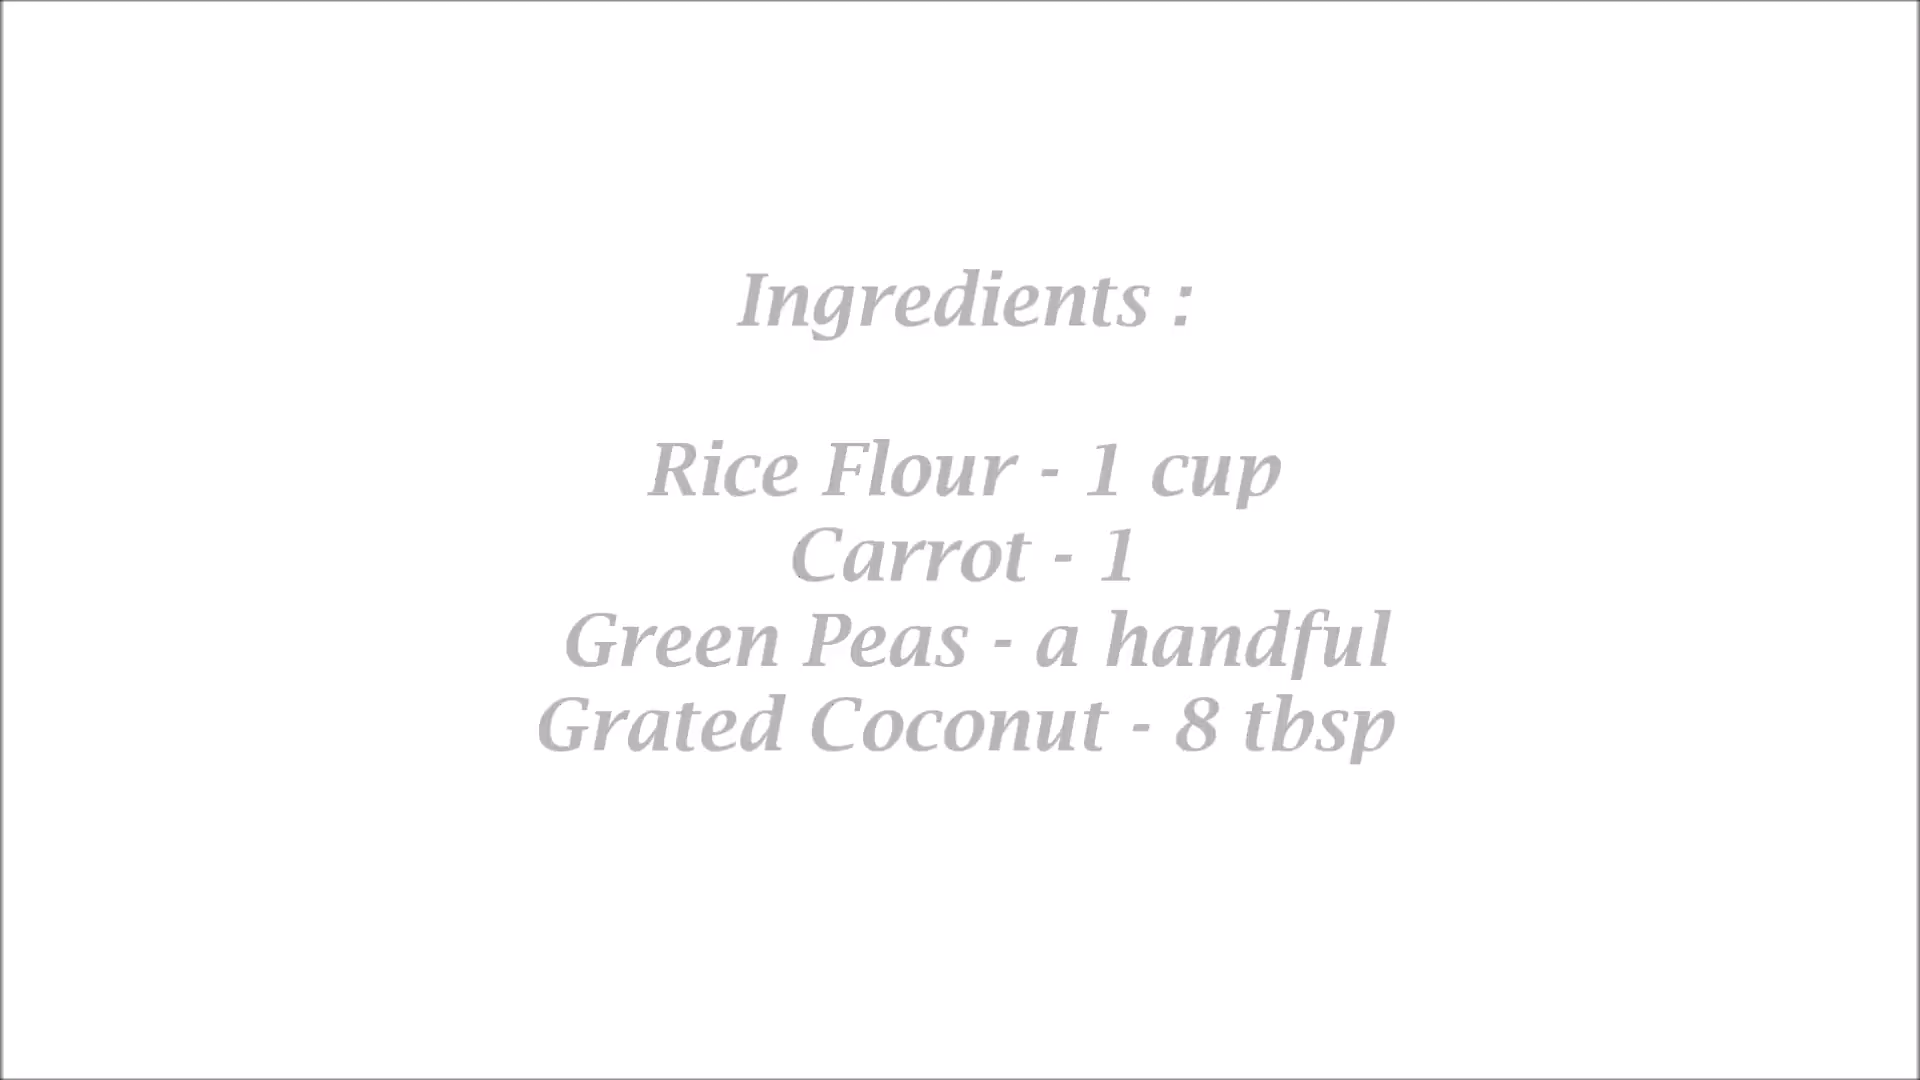 Ingredients :
Rice Flour - 1 cup
Carrot - 1
Green Peas - a handful
Grated Coconut - 8 tbsp